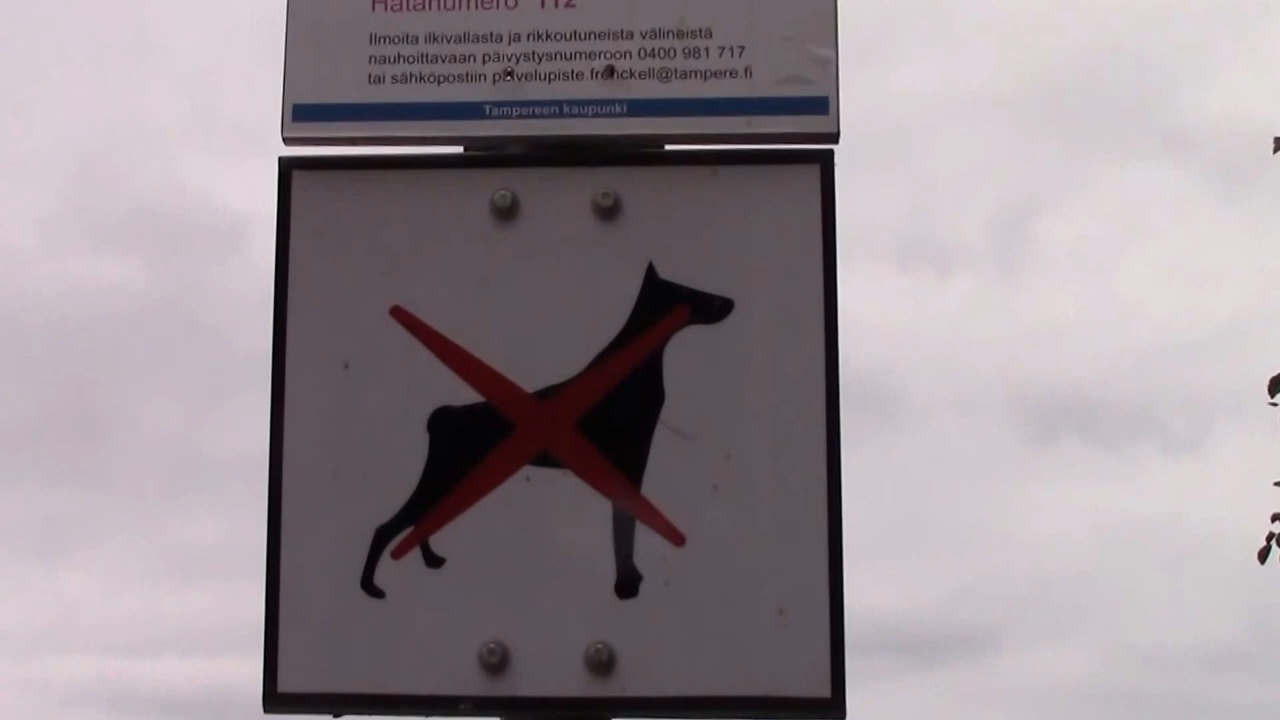 Hätänumero 112
Ilmoita ilkivallasta ja rikkoutuneista välineistä
nauhoittavaan päivystysnumeroon 0400 981 717
tai sähköpostiin palvelupiste.frenckell@tampere.fi
Tampereen kaupunki